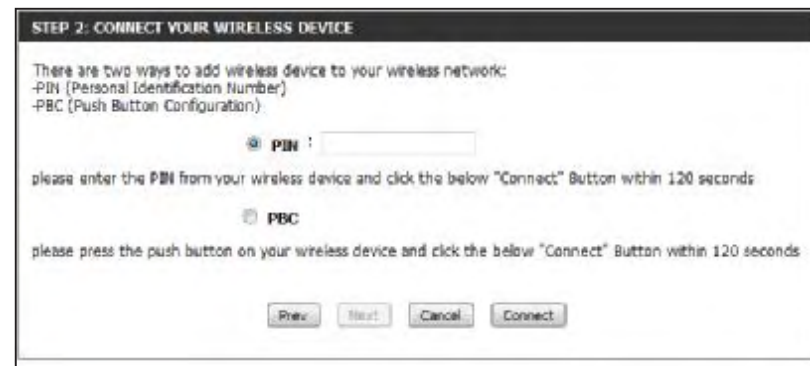 STEP 2: CONNECT YOUR WIRELESS DEVICE
There are two ways to add wireless device to your wireless network:
-PIN (Personal Identification Number)
-PBC (Push Button Configuration)
PIN :
please enter the PIN from your wireless device and click the below "Connect" Button within 120 seconds
PBC
please press the push button on your wireless device and click the below "Connect" Button within 120 seconds
Prev Next Cancel Connect